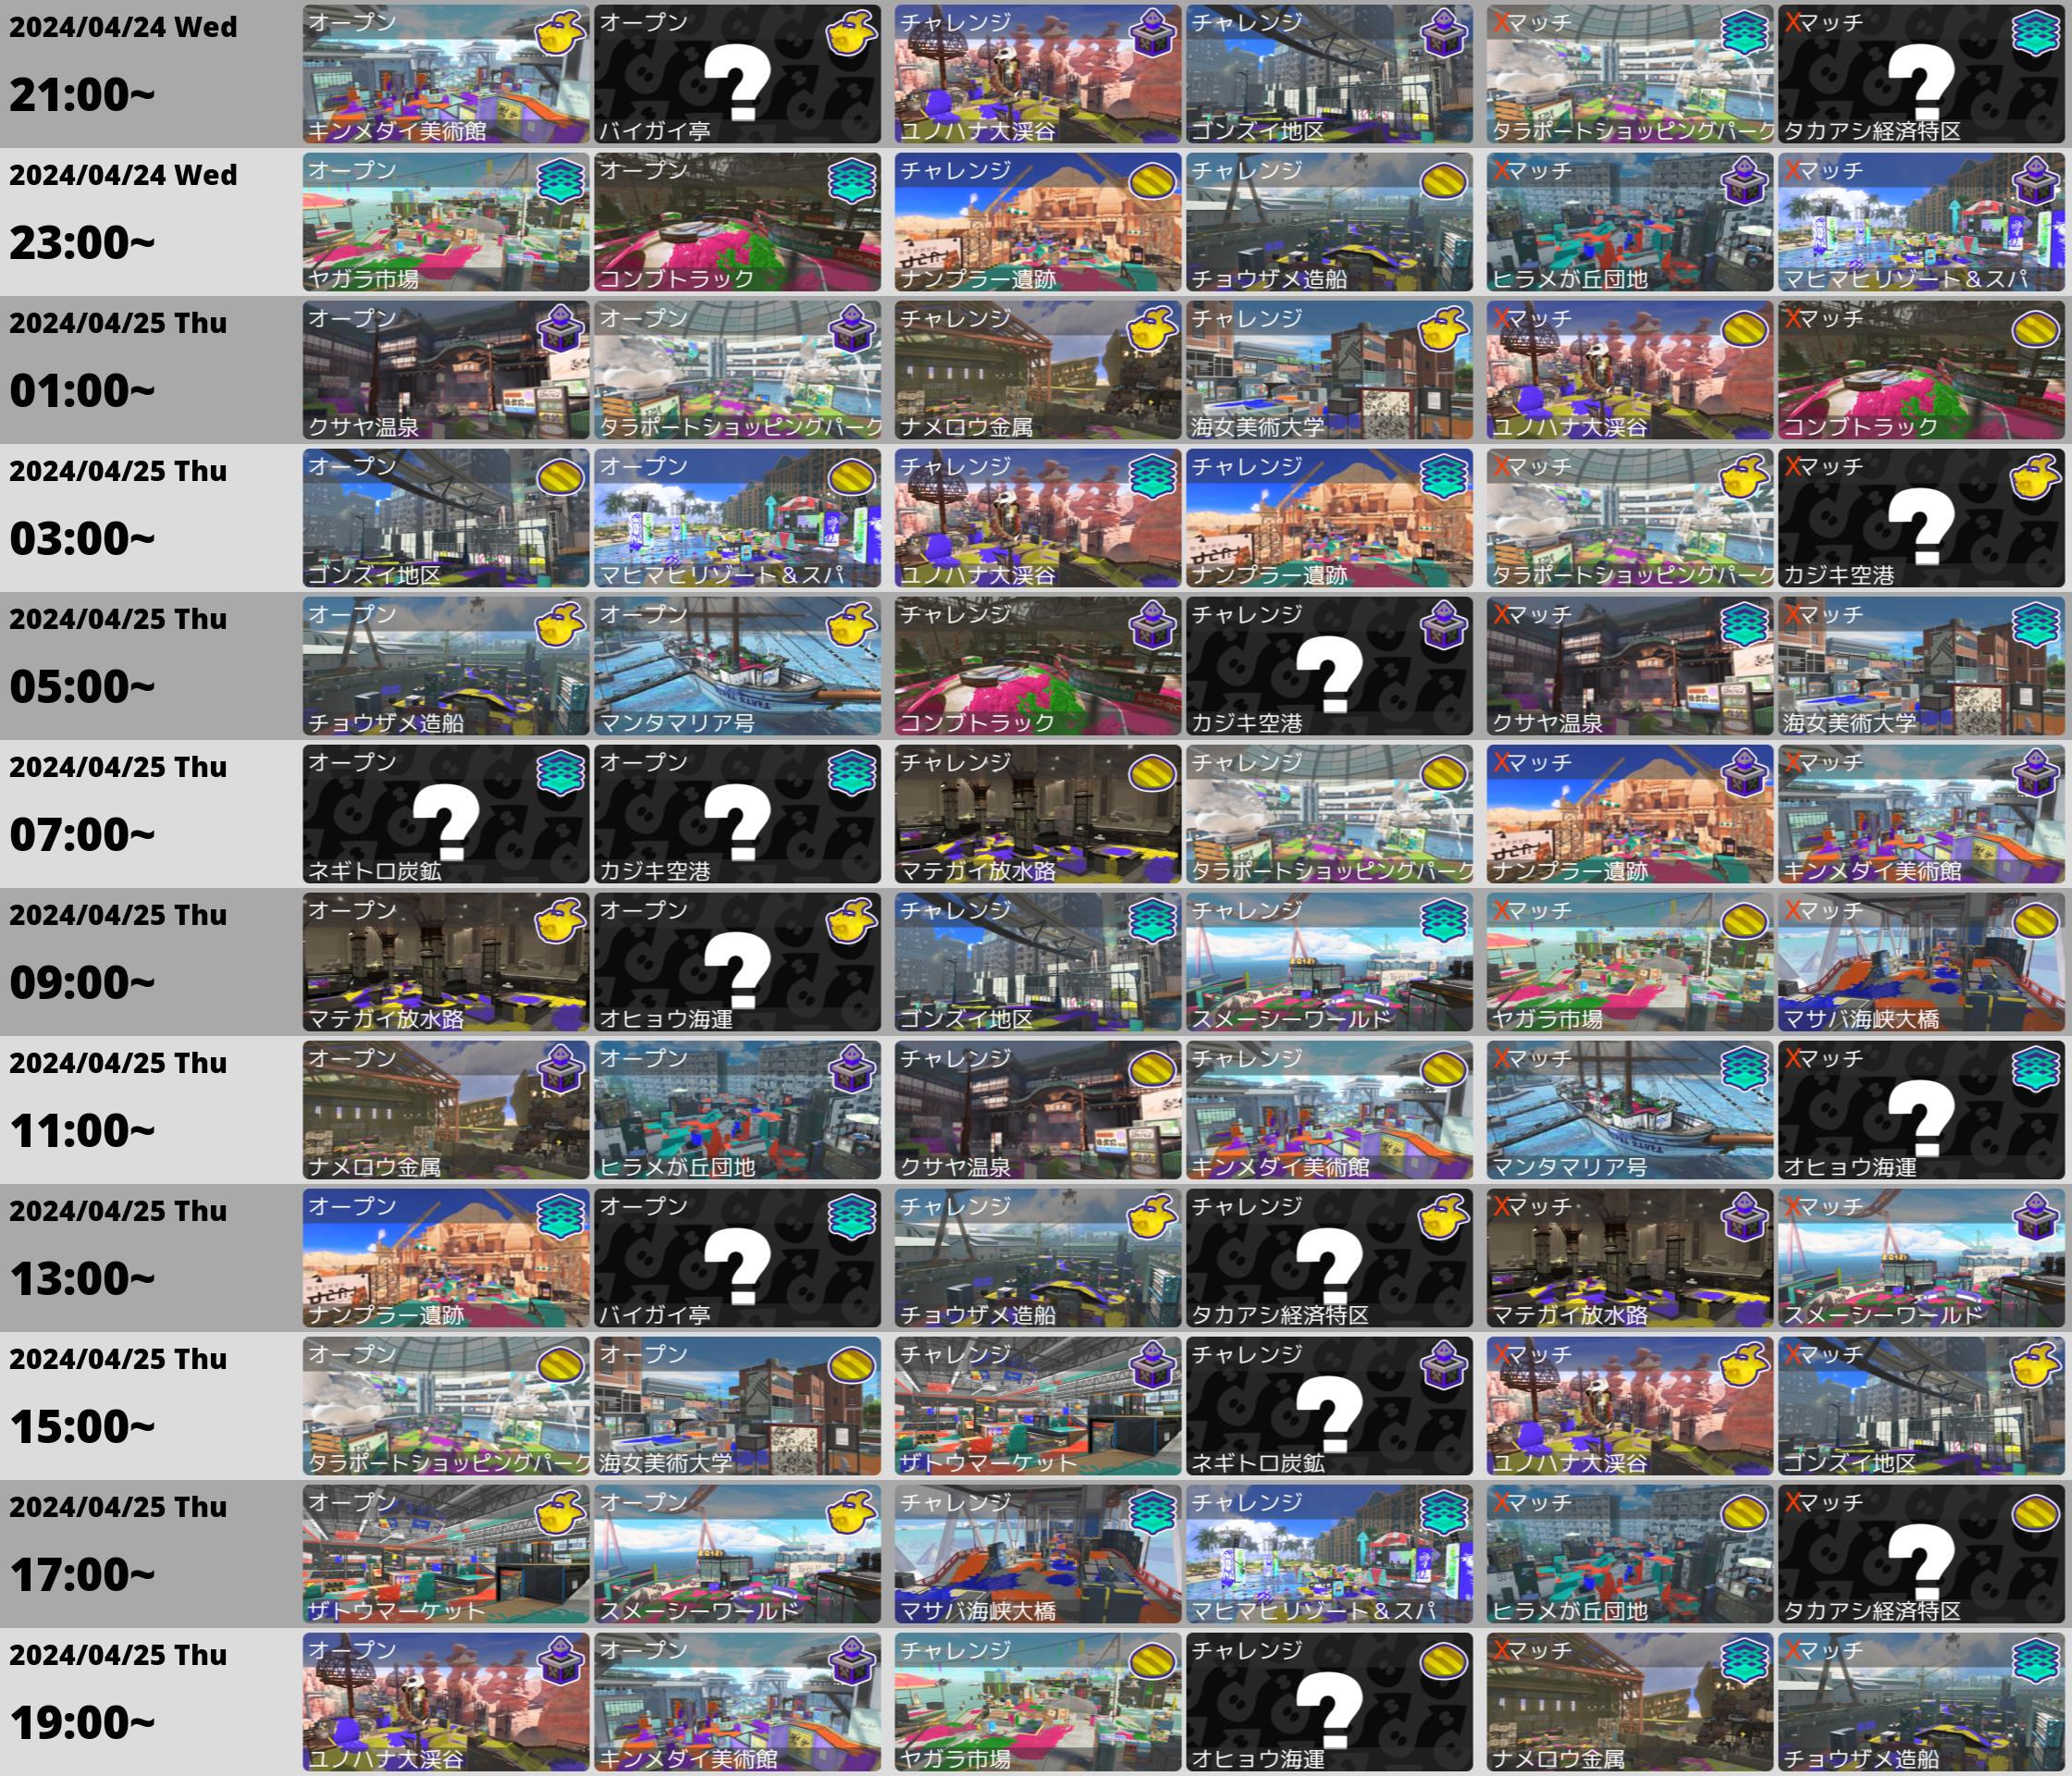 2024/04/24 Wed
21:00~
オープン
キンメダイ美術館
オープン
バイガイ亭
チャレンジ
ユノハナ大渓谷
チャレンジ
ゴンズイ地区
Xマッチ
タラポートショッピングパーク
Xマッチ
タカアシ経済特区
2024/04/24 Wed
23:00~
オープン
ヤガラ市場
オープン
コンブトラック
チャレンジ
ナンプラー遺跡
チャレンジ
チョウザメ造船
Xマッチ
ヒラメが丘団地
Xマッチ
マヒマヒリゾート&スパ
2024/04/25 Thu
01:00~
オープン
クサヤ温泉
オープン
タラポートショッピングパーク
チャレンジ
ナメロウ金属
チャレンジ
海女美術大学
Xマッチ
ユノハナ大渓谷
Xマッチ
コンブトラック
2024/04/25 Thu
03:00~
オープン
ゴンズイ地区
オープン
マヒマヒリゾート&スパ
チャレンジ
ユノハナ大渓谷
チャレンジ
ナンプラー遺跡
Xマッチ
タラポートショッピングパーク
Xマッチ
カジキ空港
2024/04/25 Thu
05:00~
オープン
チョウザメ造船
オープン
マンタマリア号
チャレンジ
コンブトラック
チャレンジ
カジキ空港
Xマッチ
クサヤ温泉
Xマッチ
海女美術大学
2024/04/25 Thu
07:00~
オープン
ネギトロ炭鉱
オープン
カジキ空港
チャレンジ
マテガイ放水路
チャレンジ
タラポートショッピングパーク
Xマッチ
ナンプラー遺跡
Xマッチ
キンメダイ美術館
2024/04/25 Thu
09:00~
オープン
マテガイ放水路
オープン
オヒョウ海運
チャレンジ
ゴンズイ地区
チャレンジ
スメーシーワールド
Xマッチ
ヤガラ市場
Xマッチ
マサバ海峡大橋
2024/04/25 Thu
11:00~
オープン
ナメロウ金属
オープン
ヒラメが丘団地
チャレンジ
クサヤ温泉
チャレンジ
キンメダイ美術館
Xマッチ
マンタマリア号
Xマッチ
オヒョウ海運
2024/04/25 Thu
13:00~
オープン
ナンプラー遺跡
オープン
バイガイ亭
チャレンジ
チョウザメ造船
チャレンジ
タカアシ経済特区
Xマッチ
マテガイ放水路
Xマッチ
スメーシーワールド
2024/04/25 Thu
15:00~
オープン
タラポートショッピングパーク
オープン
海女美術大学
チャレンジ
ザトウマーケット
チャレンジ
ネギトロ炭鉱
Xマッチ
ユノハナ大渓谷
Xマッチ
ゴンズイ地区
2024/04/25 Thu
17:00~
オープン
ザトウマーケット
オープン
スメーシーワールド
チャレンジ
マサバ海峡大橋
チャレンジ
マヒマヒリゾート&スパ
Xマッチ
ヒラメが丘団地
Xマッチ
タカアシ経済特区
2024/04/25 Thu
19:00~
オープン
ユノハナ大渓谷
オープン
キンメダイ美術館
チャレンジ
ヤガラ市場
チャレンジ
オヒョウ海運
Xマッチ
ナメロウ金属
Xマッチ
チョウザメ造船